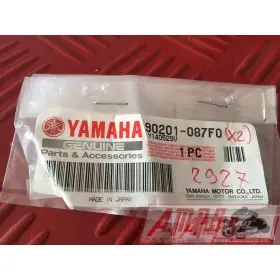 YAMAHA
GENUINE
Parts & Accessories
90201-087F0 (x2)
1 PC
2927
MADE IN JAPAN
YAMAHA MOTOR CO., LTD.